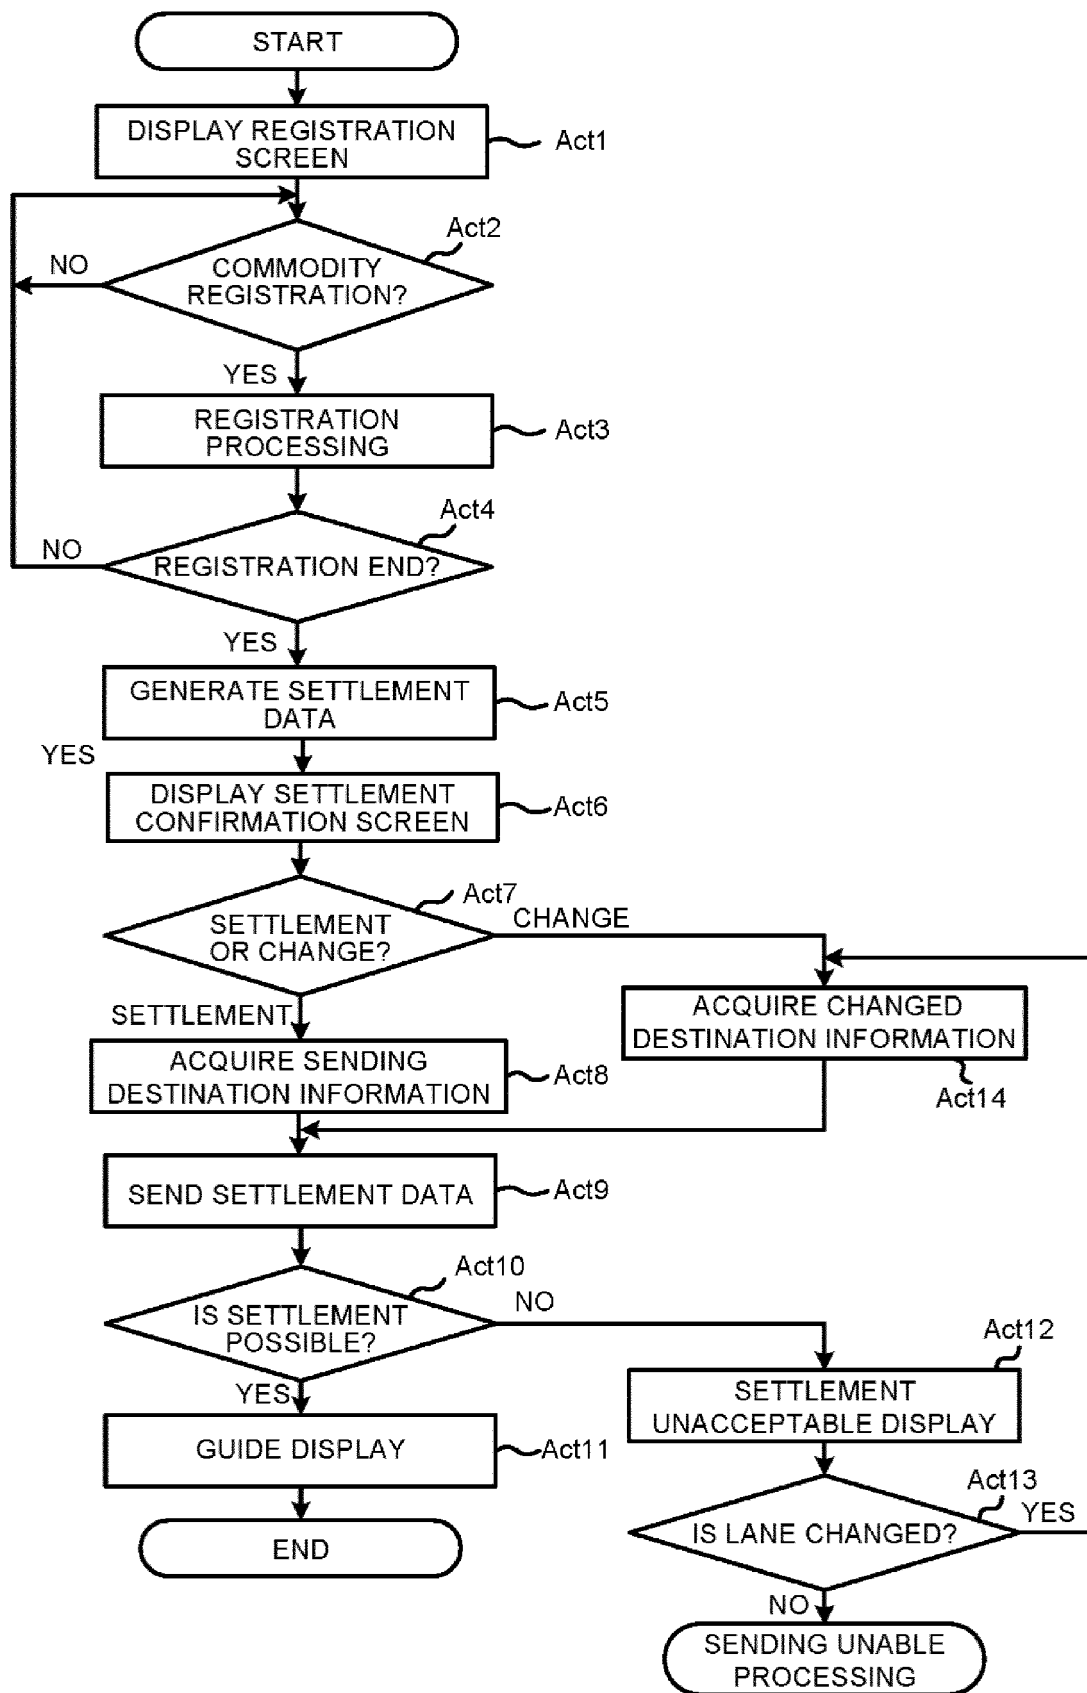 START
DISPLAY REGISTRATION
SCREEN
Act1
Act2
NO
COMMODITY
REGISTRATION?
YES
REGISTRATION
PROCESSING
Act3
Act4
NO
REGISTRATION END?
YES
GENERATE SETTLEMENT
DATA
Act5
YES
DISPLAY SETTLEMENT
CONFIRMATION SCREEN
Act6
Act7
SETTLEMENT
OR CHANGE?
CHANGE
SETTLEMENT
ACQUIRE CHANGED
DESTINATION INFORMATION
Act14
ACQUIRE SENDING
DESTINATION INFORMATION
Act8
SEND SETTLEMENT DATA
Act9
Act10
IS SETTLEMENT
POSSIBLE?
NO
YES
Act12
SETTLEMENT
UNACCEPTABLE DISPLAY
GUIDE DISPLAY
Act11
Act13
IS LANE CHANGED?
YES
END
NO
SENDING UNABLE
PROCESSING